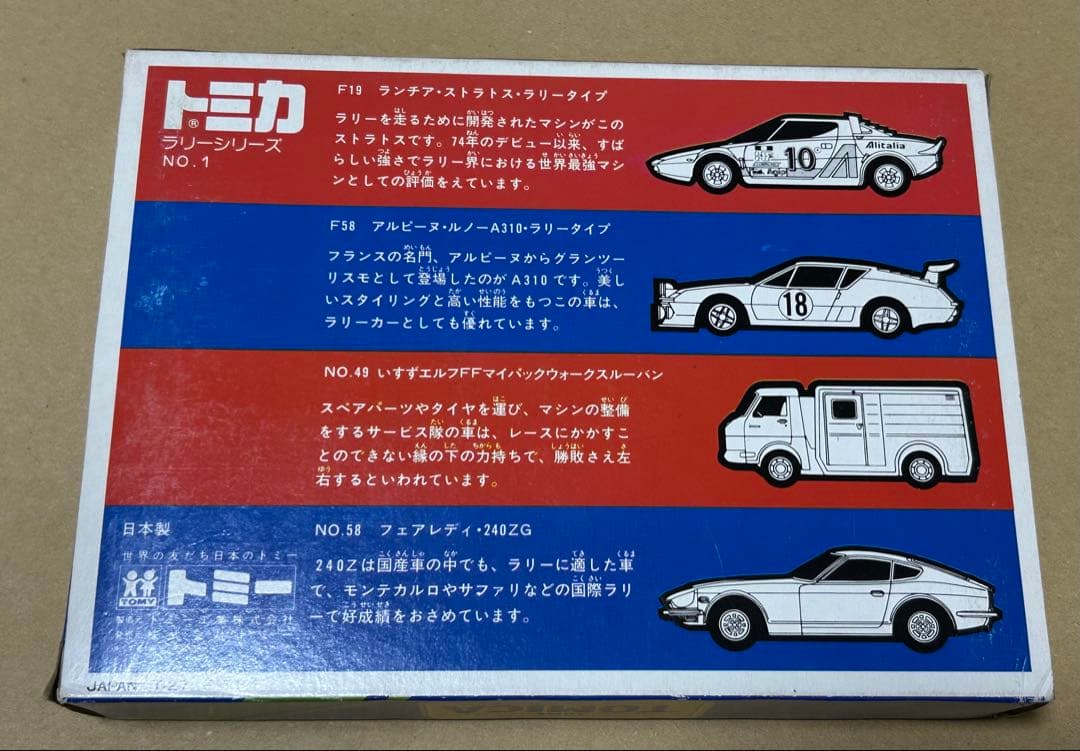 トミカ®
ラリーシリーズ
NO.1
F19 ランチア・ストラトス・ラリータイプ
ラリーを走るために開発されたマシンがこの
ストラトスです。74年のデビュー以来、すば
らしい強さでラリー界における世界最強マシ
ンとしての評価をえています。
10
Alitalia
F58 アルピーヌ・ルノーA310・ラリータイプ
フランスの名門、アルピーヌからグランツー
リスモとして登場したのがA310です。美し
いスタイリングと高い性能をもつこの車は、
ラリーカーとしても優れています。
18
NO.49 いすずエルフFFマイパックウォークスルーバン
スペアパーツやタイヤを運び、マシンの整備
をするサービス隊の車は、レースにかかすこ
とのできない縁の下の力持ちで、勝敗さえ左
右するといわれています。
NO.58 フェアレディ・240ZG
240Zは国産車の中でも、ラリーに適した車
で、モンテカルロやサファリなどの国際ラリ
ーで好成績をおさめています。
日本製
世界の友だち日本のトミー
TOMY
トミー
工業株式会社
JAPAN
TOMICA